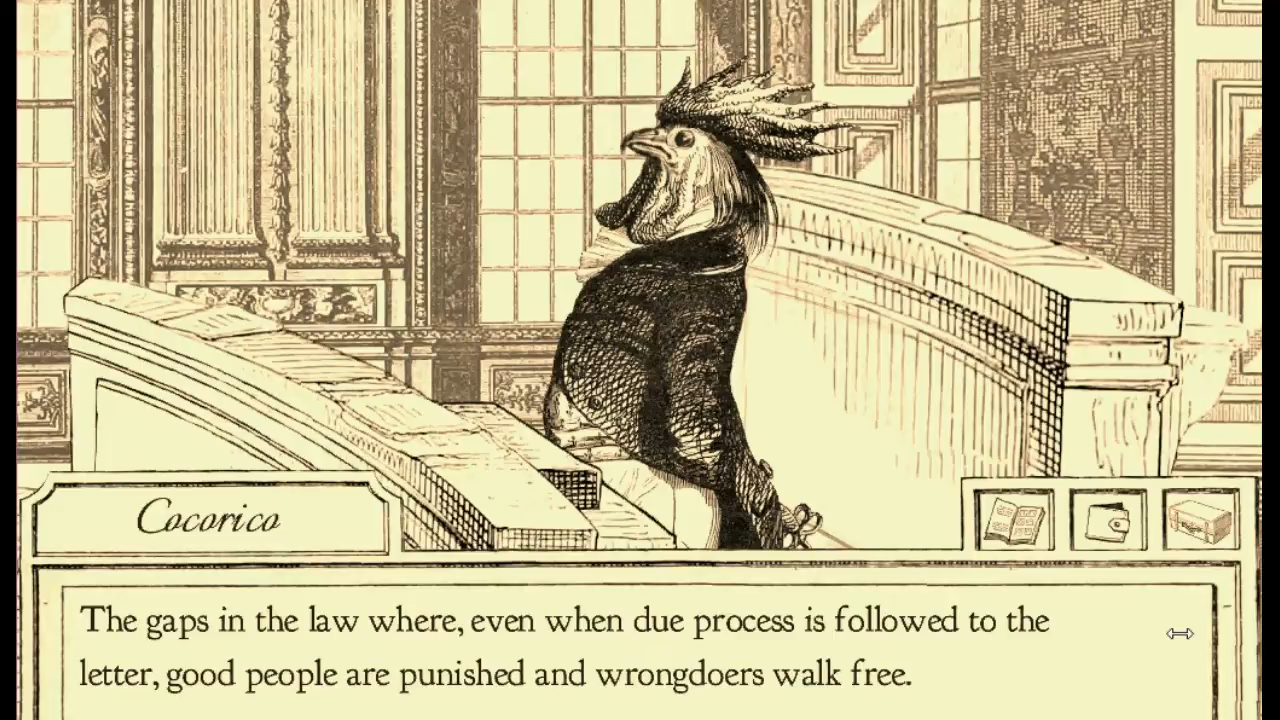 Cocorico
The gaps in the law where, even when due process is followed to the
letter, good people are punished and wrongdoers walk free.